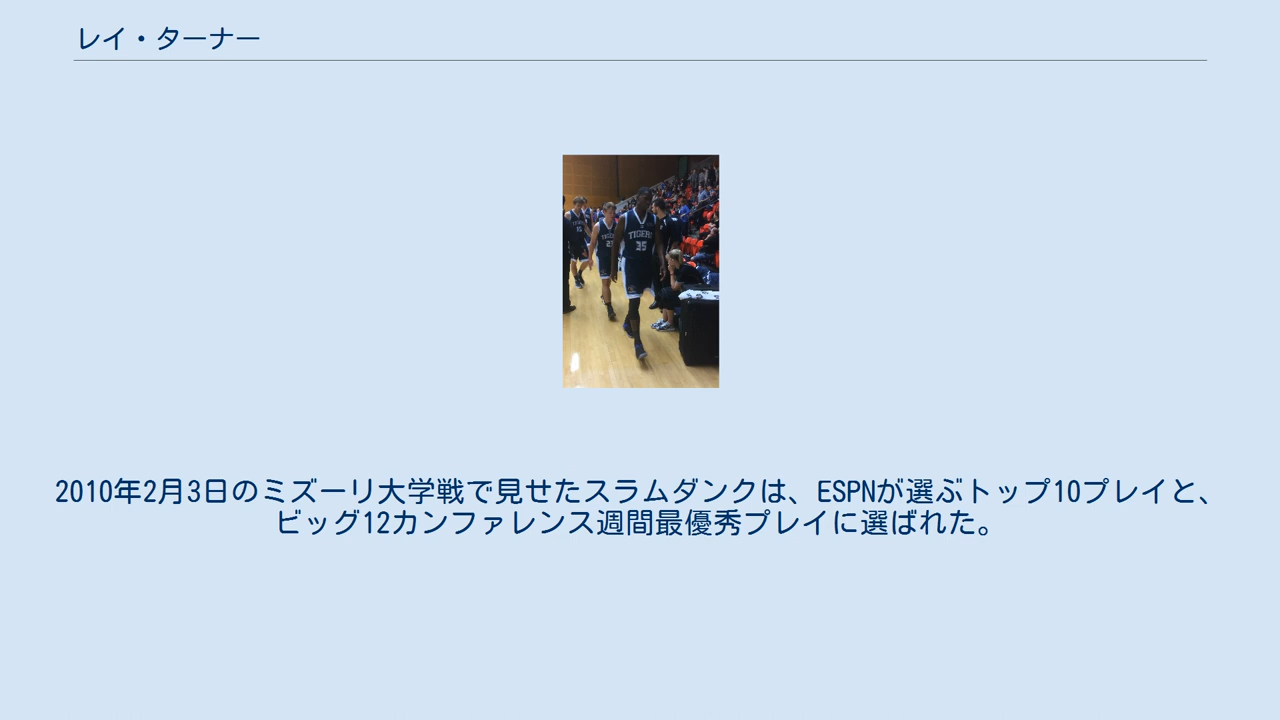 レイ・ターナー
TIGERS
35
2010年2月3日のミズーリ大学戦で見せたスラムダンクは、ESPNが選ぶトップ10プレイと、
ビッグ12カンファレンス週間最優秀プレイに選ばれた。